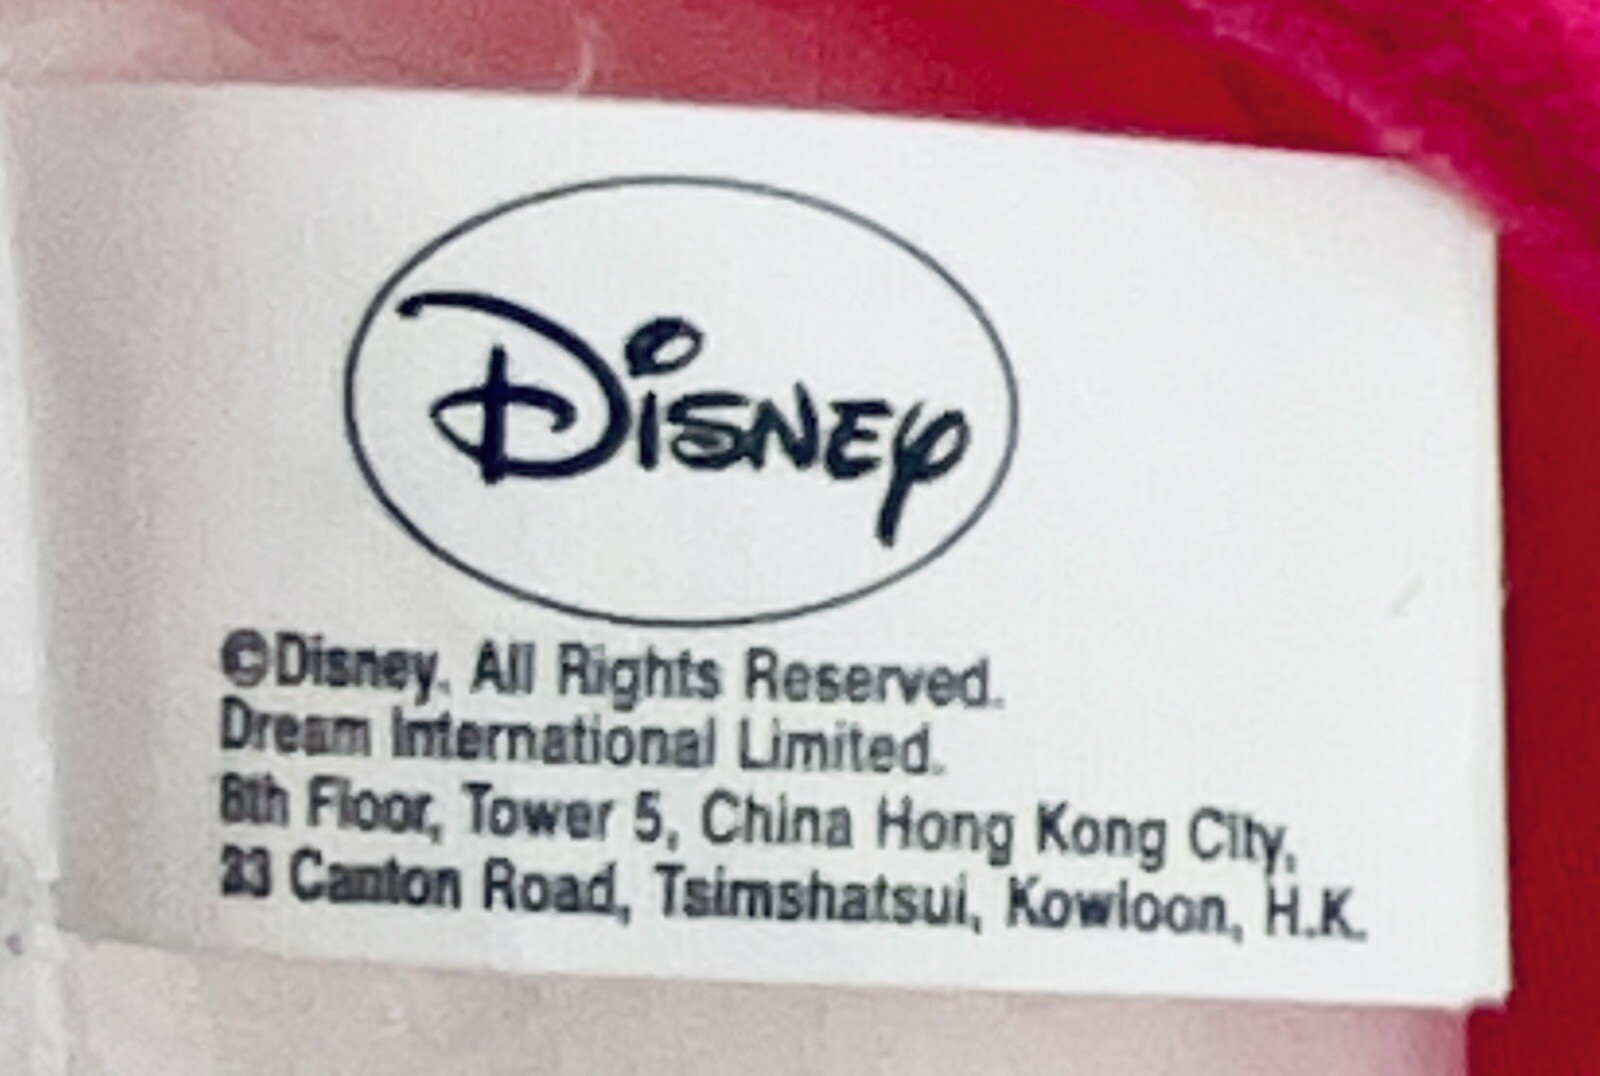 Disney
©Disney. All Rights Reserved.
Dream International Limited.
8th Floor, Tower 5, China Hong Kong City,
33 Canton Road, Tsimshatsui, Kowloon, H.K.